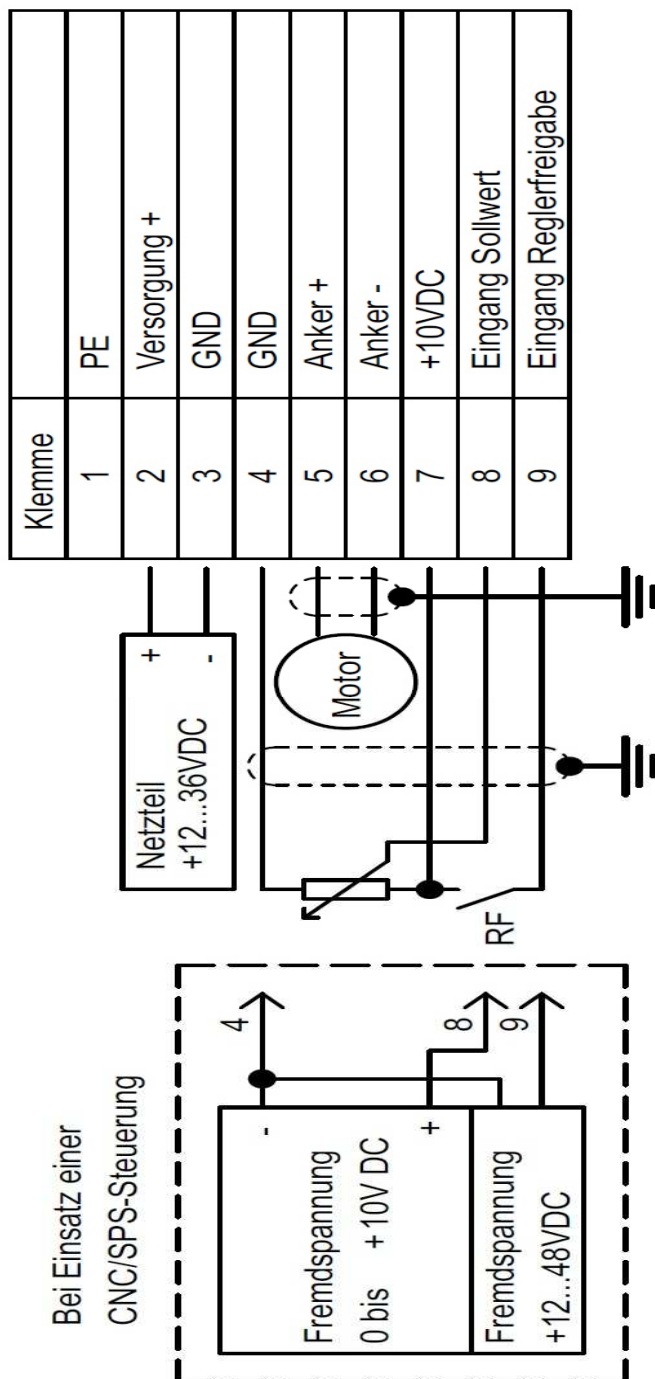 Bei Einsatz einer
CNC/SPS-Steuerung
Fremdspannung
0 bis +10V DC
-
+
Fremdspannung
+12...48VDC
4
8
9
Netzteil
+12...36VDC
+
-
Motor
RF
Klemme
1 PE
2 Versorgung +
3 GND
4 GND
5 Anker +
6 Anker -
7 +10VDC
8 Eingang Sollwert
9 Eingang Reglerfreigabe